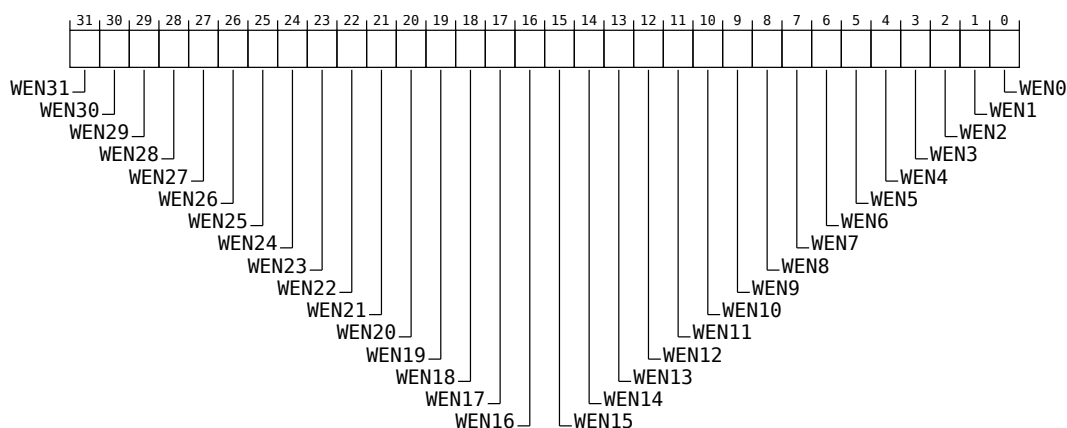 31 30 29 28 27 26 25 24 23 22 21 20 19 18 17 16 15 14 13 12 11 10 9 8 7 6 5 4 3 2 1 0
WEN31 WEN0
WEN30 WEN1
WEN29 WEN2
WEN28 WEN3
WEN27 WEN4
WEN26 WEN5
WEN25 WEN6
WEN24 WEN7
WEN23 WEN8
WEN22 WEN9
WEN21 WEN10
WEN20 WEN11
WEN19 WEN12
WEN18 WEN13
WEN17 WEN14
WEN16 WEN15